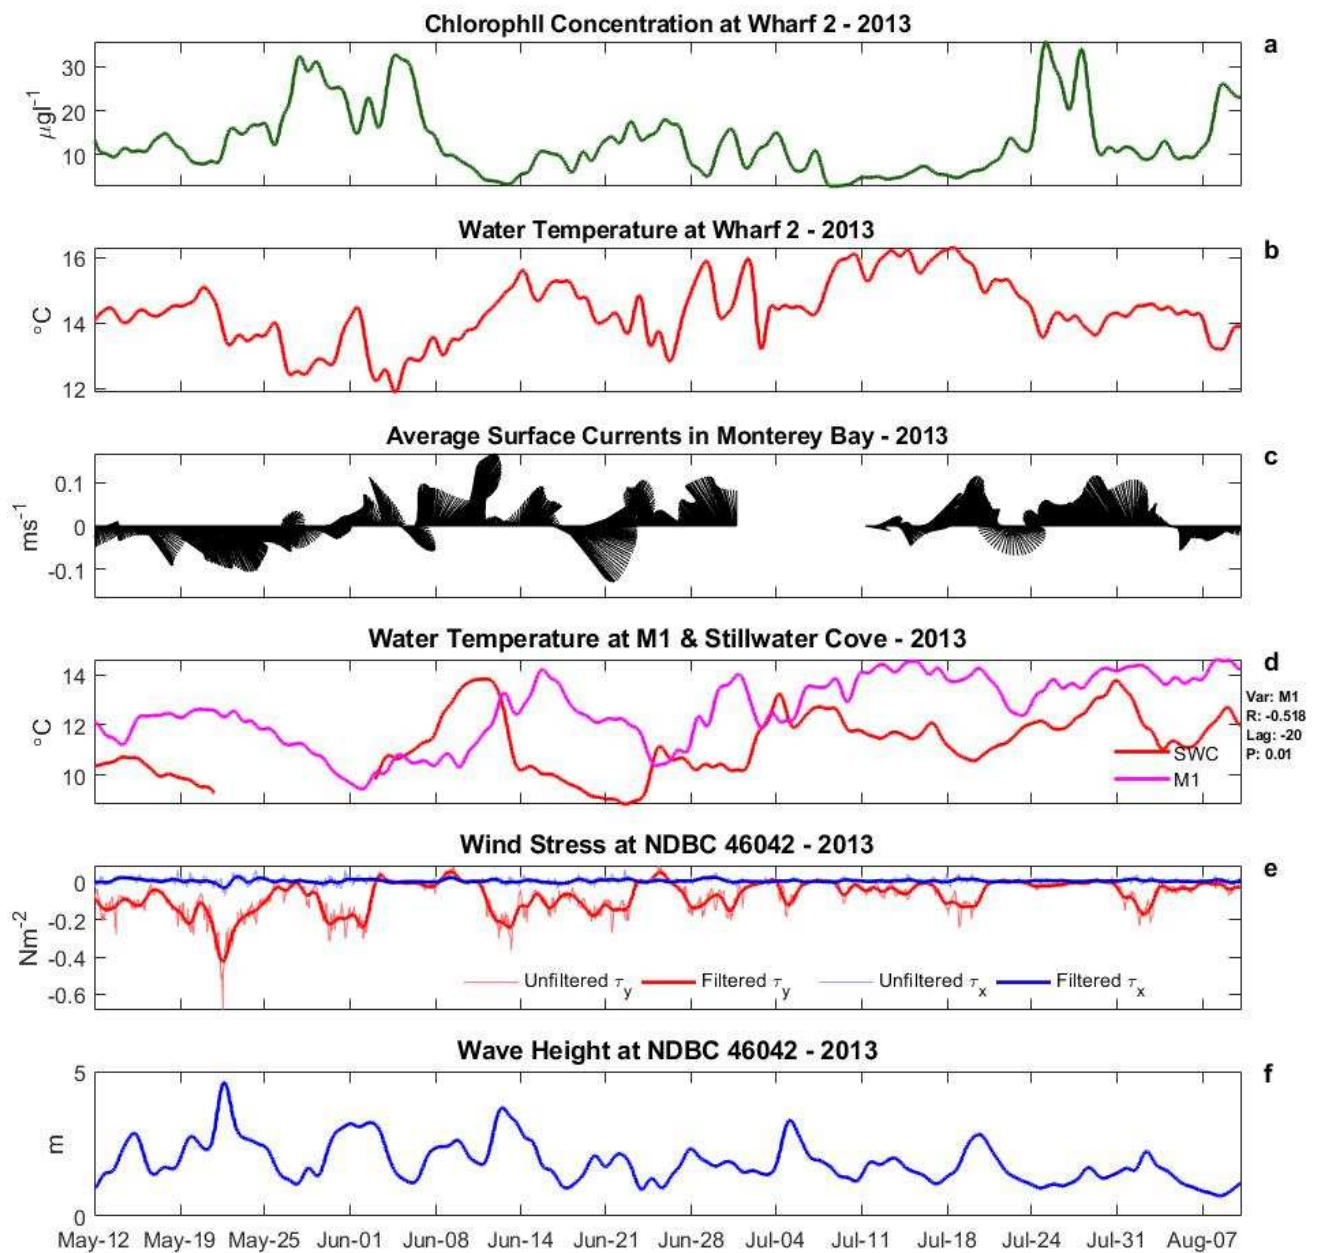 Chlorophll Concentration at Wharf 2 - 2013
a
30
20
10
μgl-1
Water Temperature at Wharf 2 - 2013
b
16
14
12
°C
Average Surface Currents in Monterey Bay - 2013
c
0.1
0
-0.1
ms-1
Water Temperature at M1 & Stillwater Cove - 2013
d
14
12
10
°C
Var: M1
R: -0.518
Lag: -20
P: 0.01
SWC
M1
Wind Stress at NDBC 46042 - 2013
e
0
-0.2
-0.4
-0.6
Nm-2
Unfiltered τy Filtered τy Unfiltered τx Filtered τx
Wave Height at NDBC 46042 - 2013
f
5
0
m
May-12 May-19 May-25 Jun-01 Jun-08 Jun-14 Jun-21 Jun-28 Jul-04 Jul-11 Jul-18 Jul-24 Jul-31 Aug-07